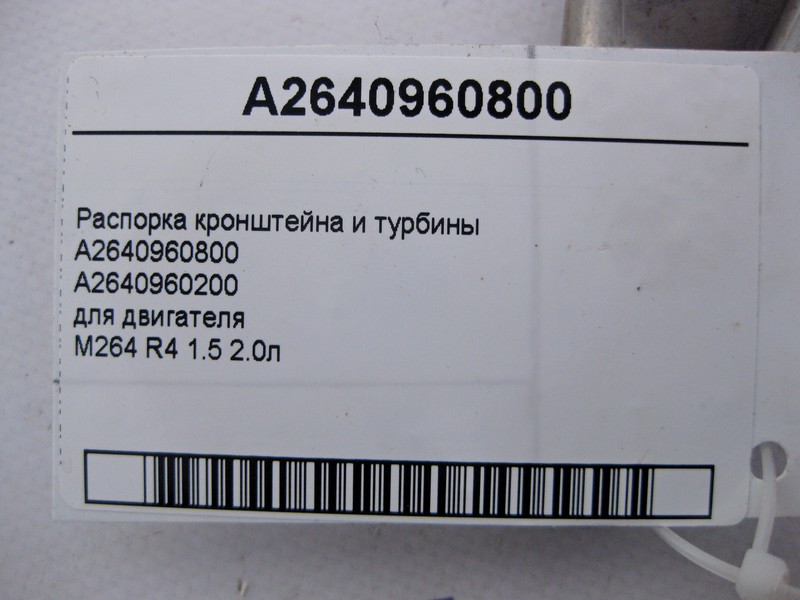 A2640960800
Распорка кронштейна и турбины
A2640960800
A2640960200
для двигателя
M264 R4 1.5 2.0л